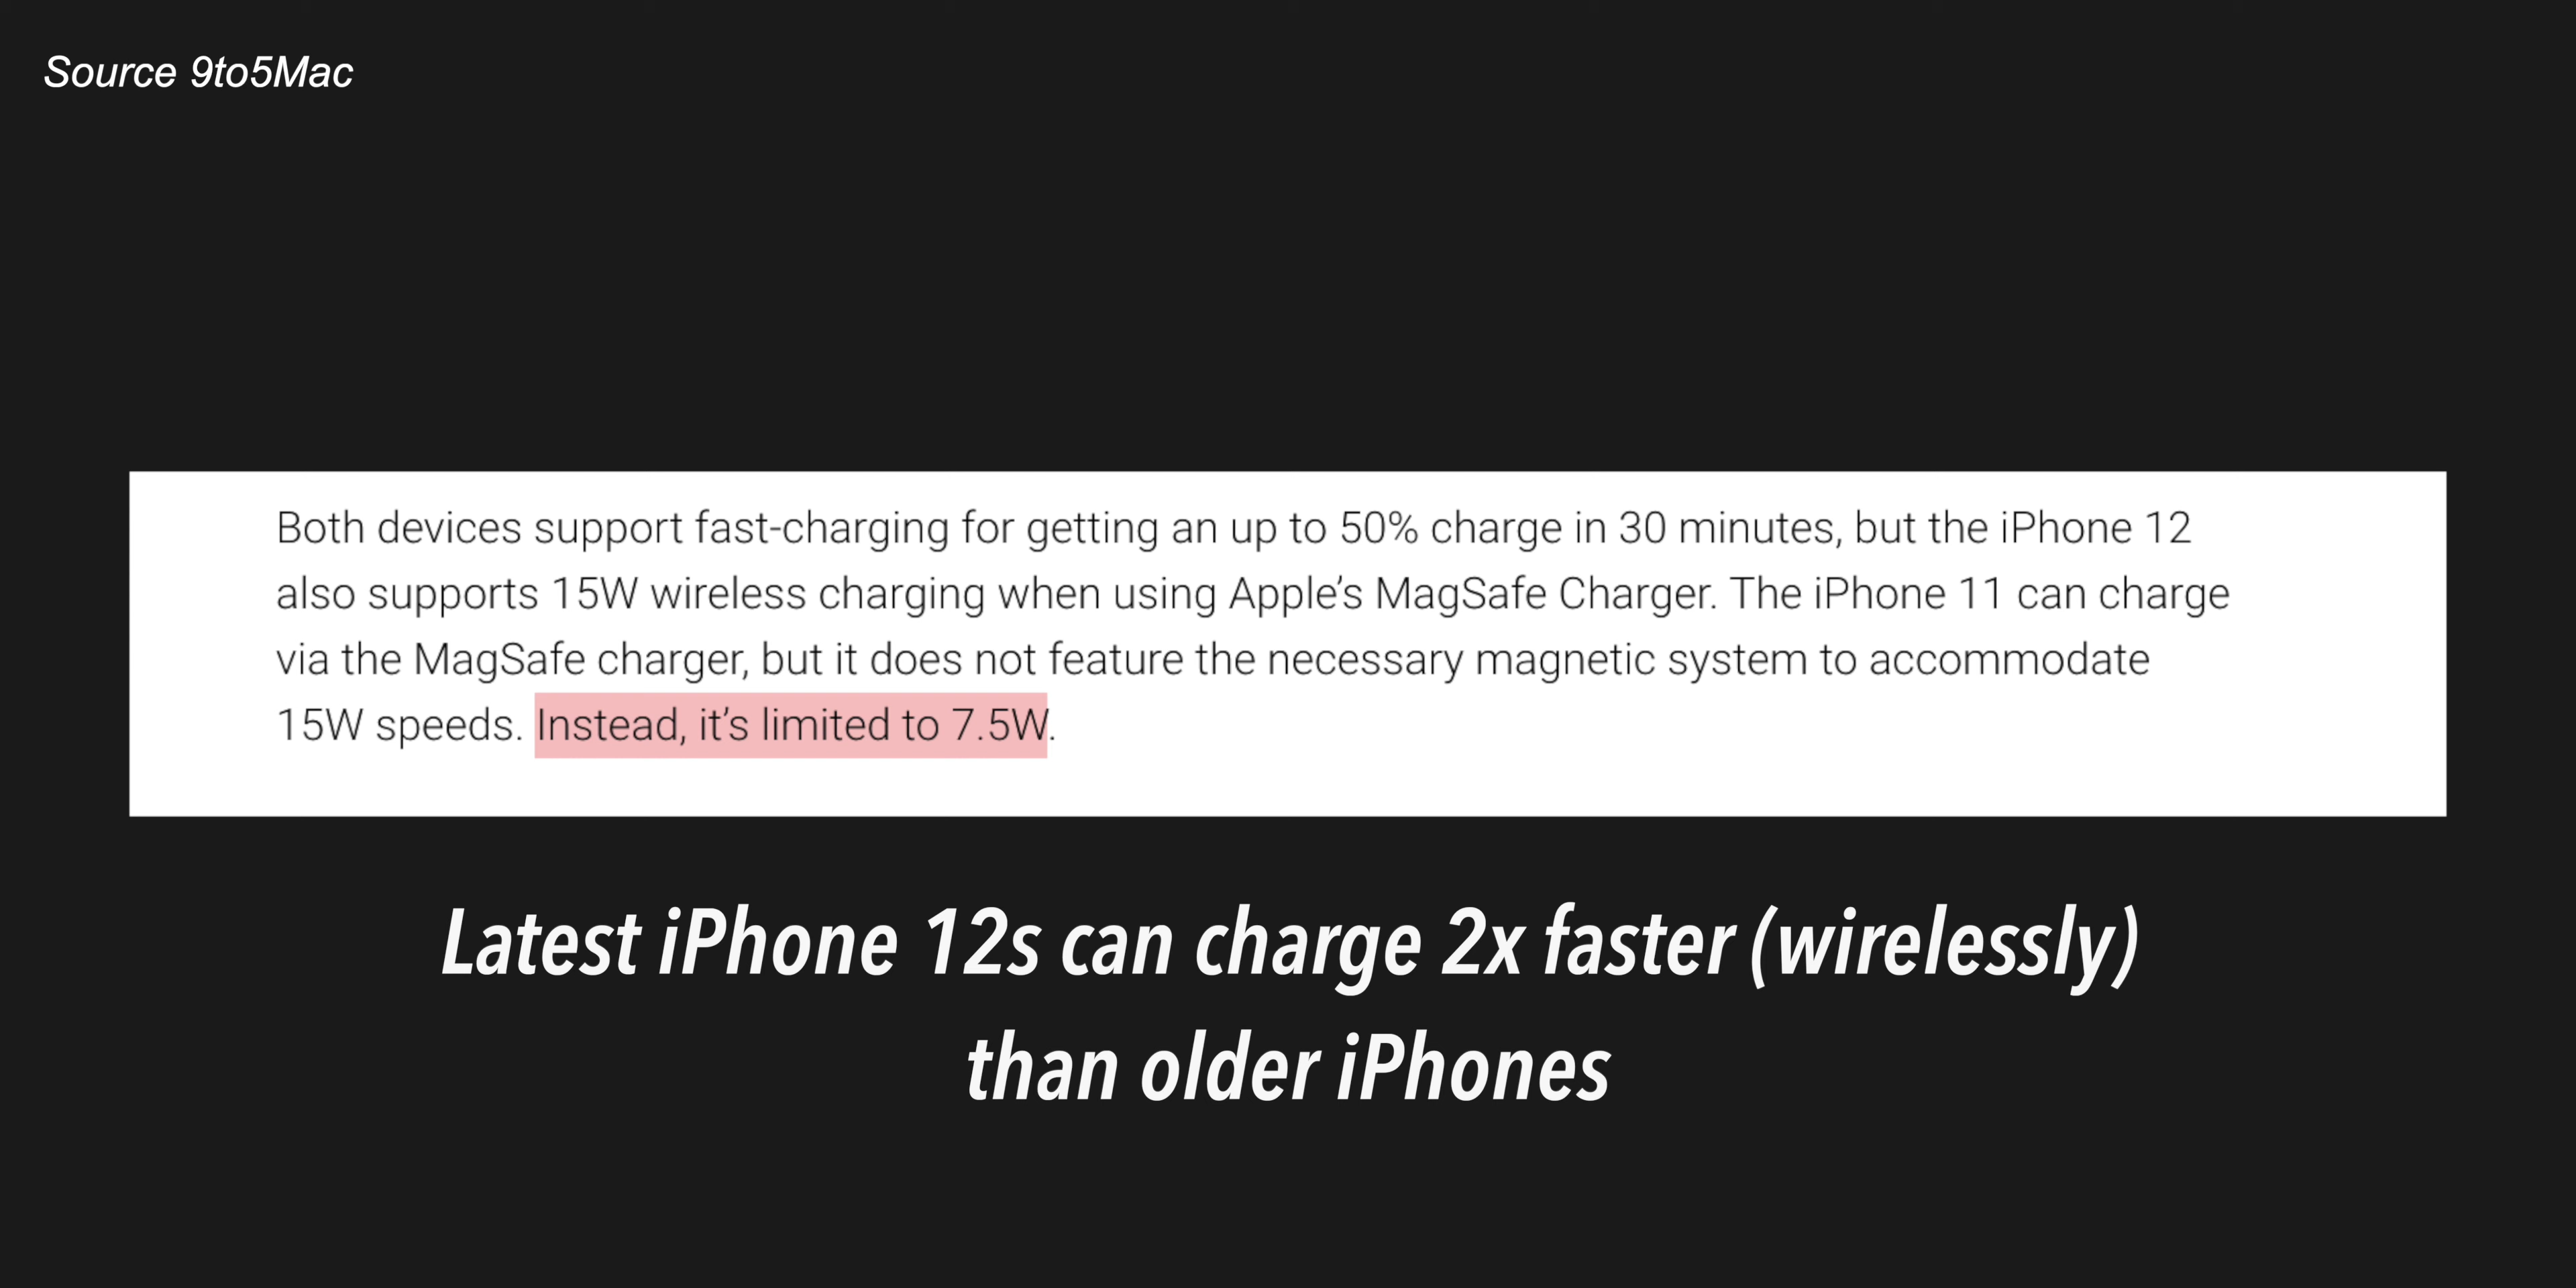 Source 9to5Mac
Both devices support fast-charging for getting an up to 50% charge in 30 minutes, but the iPhone 12
also supports 15W wireless charging when using Apple’s MagSafe Charger. The iPhone 11 can charge
via the MagSafe charger, but it does not feature the necessary magnetic system to accommodate
15W speeds. Instead, it’s limited to 7.5W.
Latest iPhone 12s can charge 2x faster (wirelessly)
than older iPhones